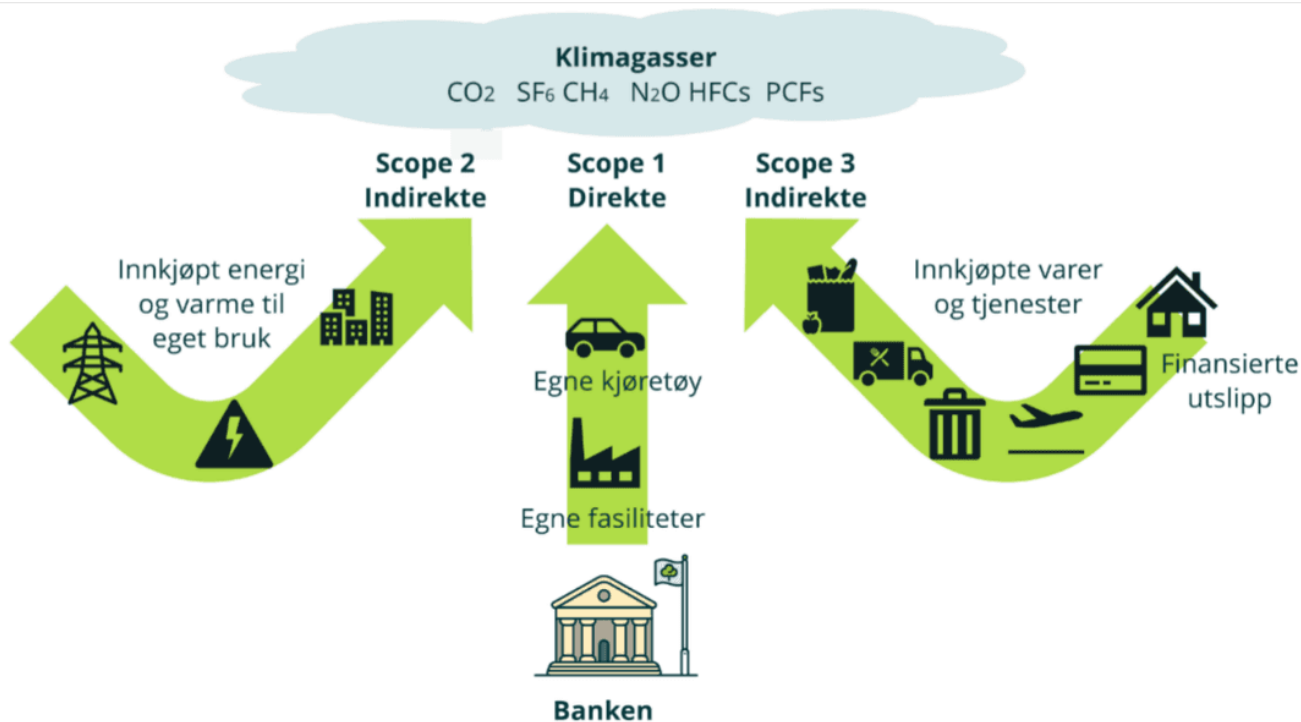 Klimagasser
CO2 SF6 CH4 N2O HFCs PCFs
Scope 2
Indirekte
Scope 1
Direkte
Scope 3
Indirekte
Innkjøpt energi
og varme til
eget bruk
Egne kjøretøy
Egne fasiliteter
Innkjøpte varer
og tjenester
Finansierte
utslipp
Banken